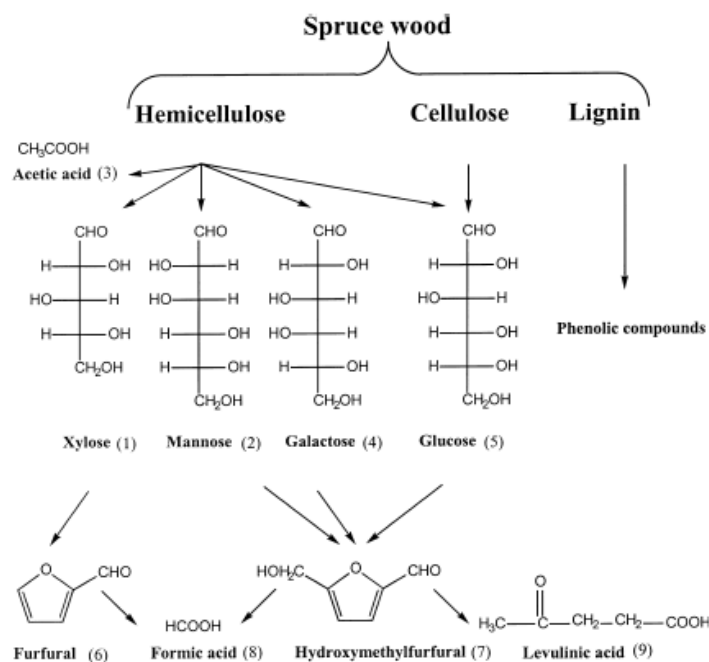 Spruce wood
Hemicellulose Cellulose Lignin
CH₃COOH
Acetic acid (3)
CHO CHO CHO CHO
H OH HO H H OH H OH
HO H HO H HO H HO H
H OH H OH HO H H OH
CH₂OH H OH H OH H OH
CH₂OH CH₂OH CH₂OH
Phenolic compounds
Xylose (1) Mannose (2) Galactose (4) Glucose (5)
O CHO HOH₂C O CHO O
HCOOH H₃C C CH₂ CH₂ COOH
Furfural (6) Formic acid (8) Hydroxymethylfurfural (7) Levulinic acid (9)